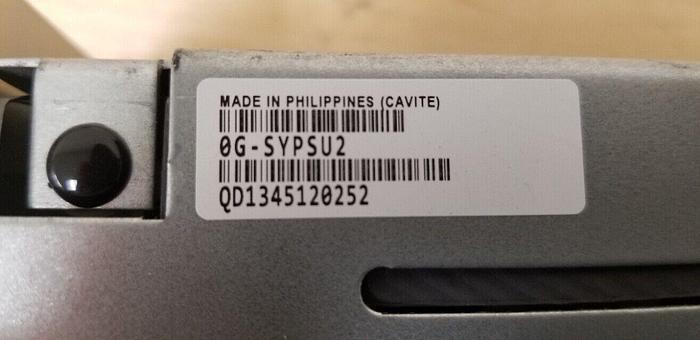 MADE IN PHILIPPINES (CAVITE)
0G-SYPSU2
QD1345120252